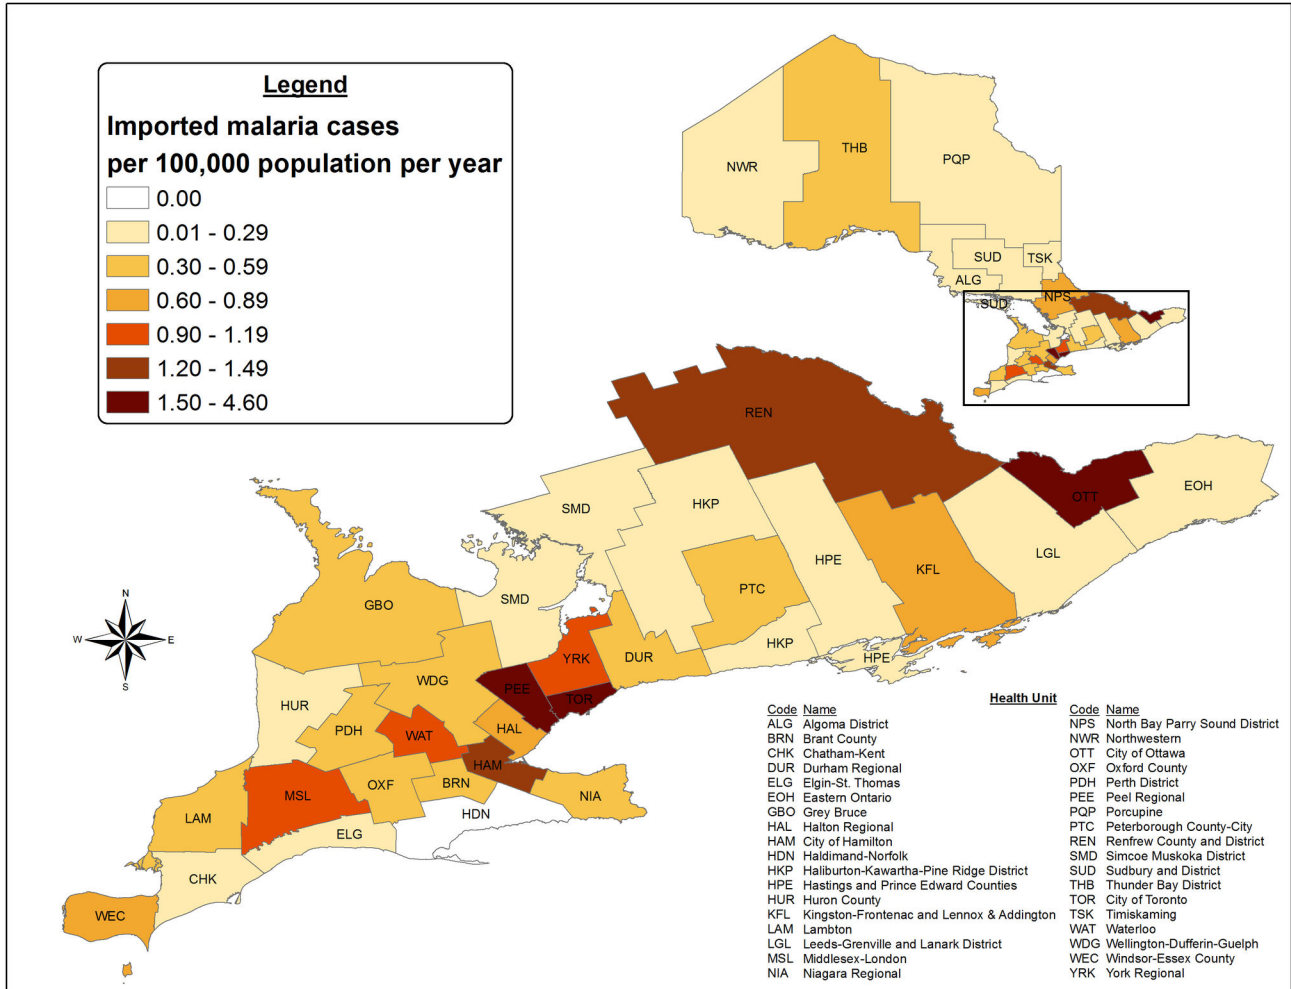 Legend
Imported malaria cases
per 100,000 population per year
0.00
0.01 - 0.29
0.30 - 0.59
0.60 - 0.89
0.90 - 1.19
1.20 - 1.49
1.50 - 4.60
NWR
THB
PQP
SUD
TSK
ALG
NPS
SUD
REN
OTT
EOH
SMD
HKP
HPE
LGL
KFL
PTC
GBO
SMD
HKP
HPE
YRK
DUR
WDG
PEE
TOR
HUR
PDH
WAT
HAL
HAM
OXF
BRN
NIA
MSL
HDN
LAM
ELG
CHK
WEC
N
W
E
S
Health Unit
Code Name
ALG Algoma District
BRN Brant County
CHK Chatham-Kent
DUR Durham Regional
ELG Elgin-St. Thomas
EOH Eastern Ontario
GBO Grey Bruce
HAL Halton Regional
HAM City of Hamilton
HDN Haldimand-Norfolk
HKP Haliburton-Kawartha-Pine Ridge District
HPE Hastings and Prince Edward Counties
HUR Huron County
KFL Kingston-Frontenac and Lennox & Addington
LAM Lambton
LGL Leeds-Grenville and Lanark District
MSL Middlesex-London
NIA Niagara Regional
Code Name
NPS North Bay Parry Sound District
NWR Northwestern
OTT City of Ottawa
OXF Oxford County
PDH Perth District
PEE Peel Regional
PQP Porcupine
PTC Peterborough County-City
REN Renfrew County and District
SMD Simcoe Muskoka District
SUD Sudbury and District
THB Thunder Bay District
TOR City of Toronto
TSK Timiskaming
WAT Waterloo
WDG Wellington-Dufferin-Guelph
WEC Windsor-Essex County
YRK York Regional